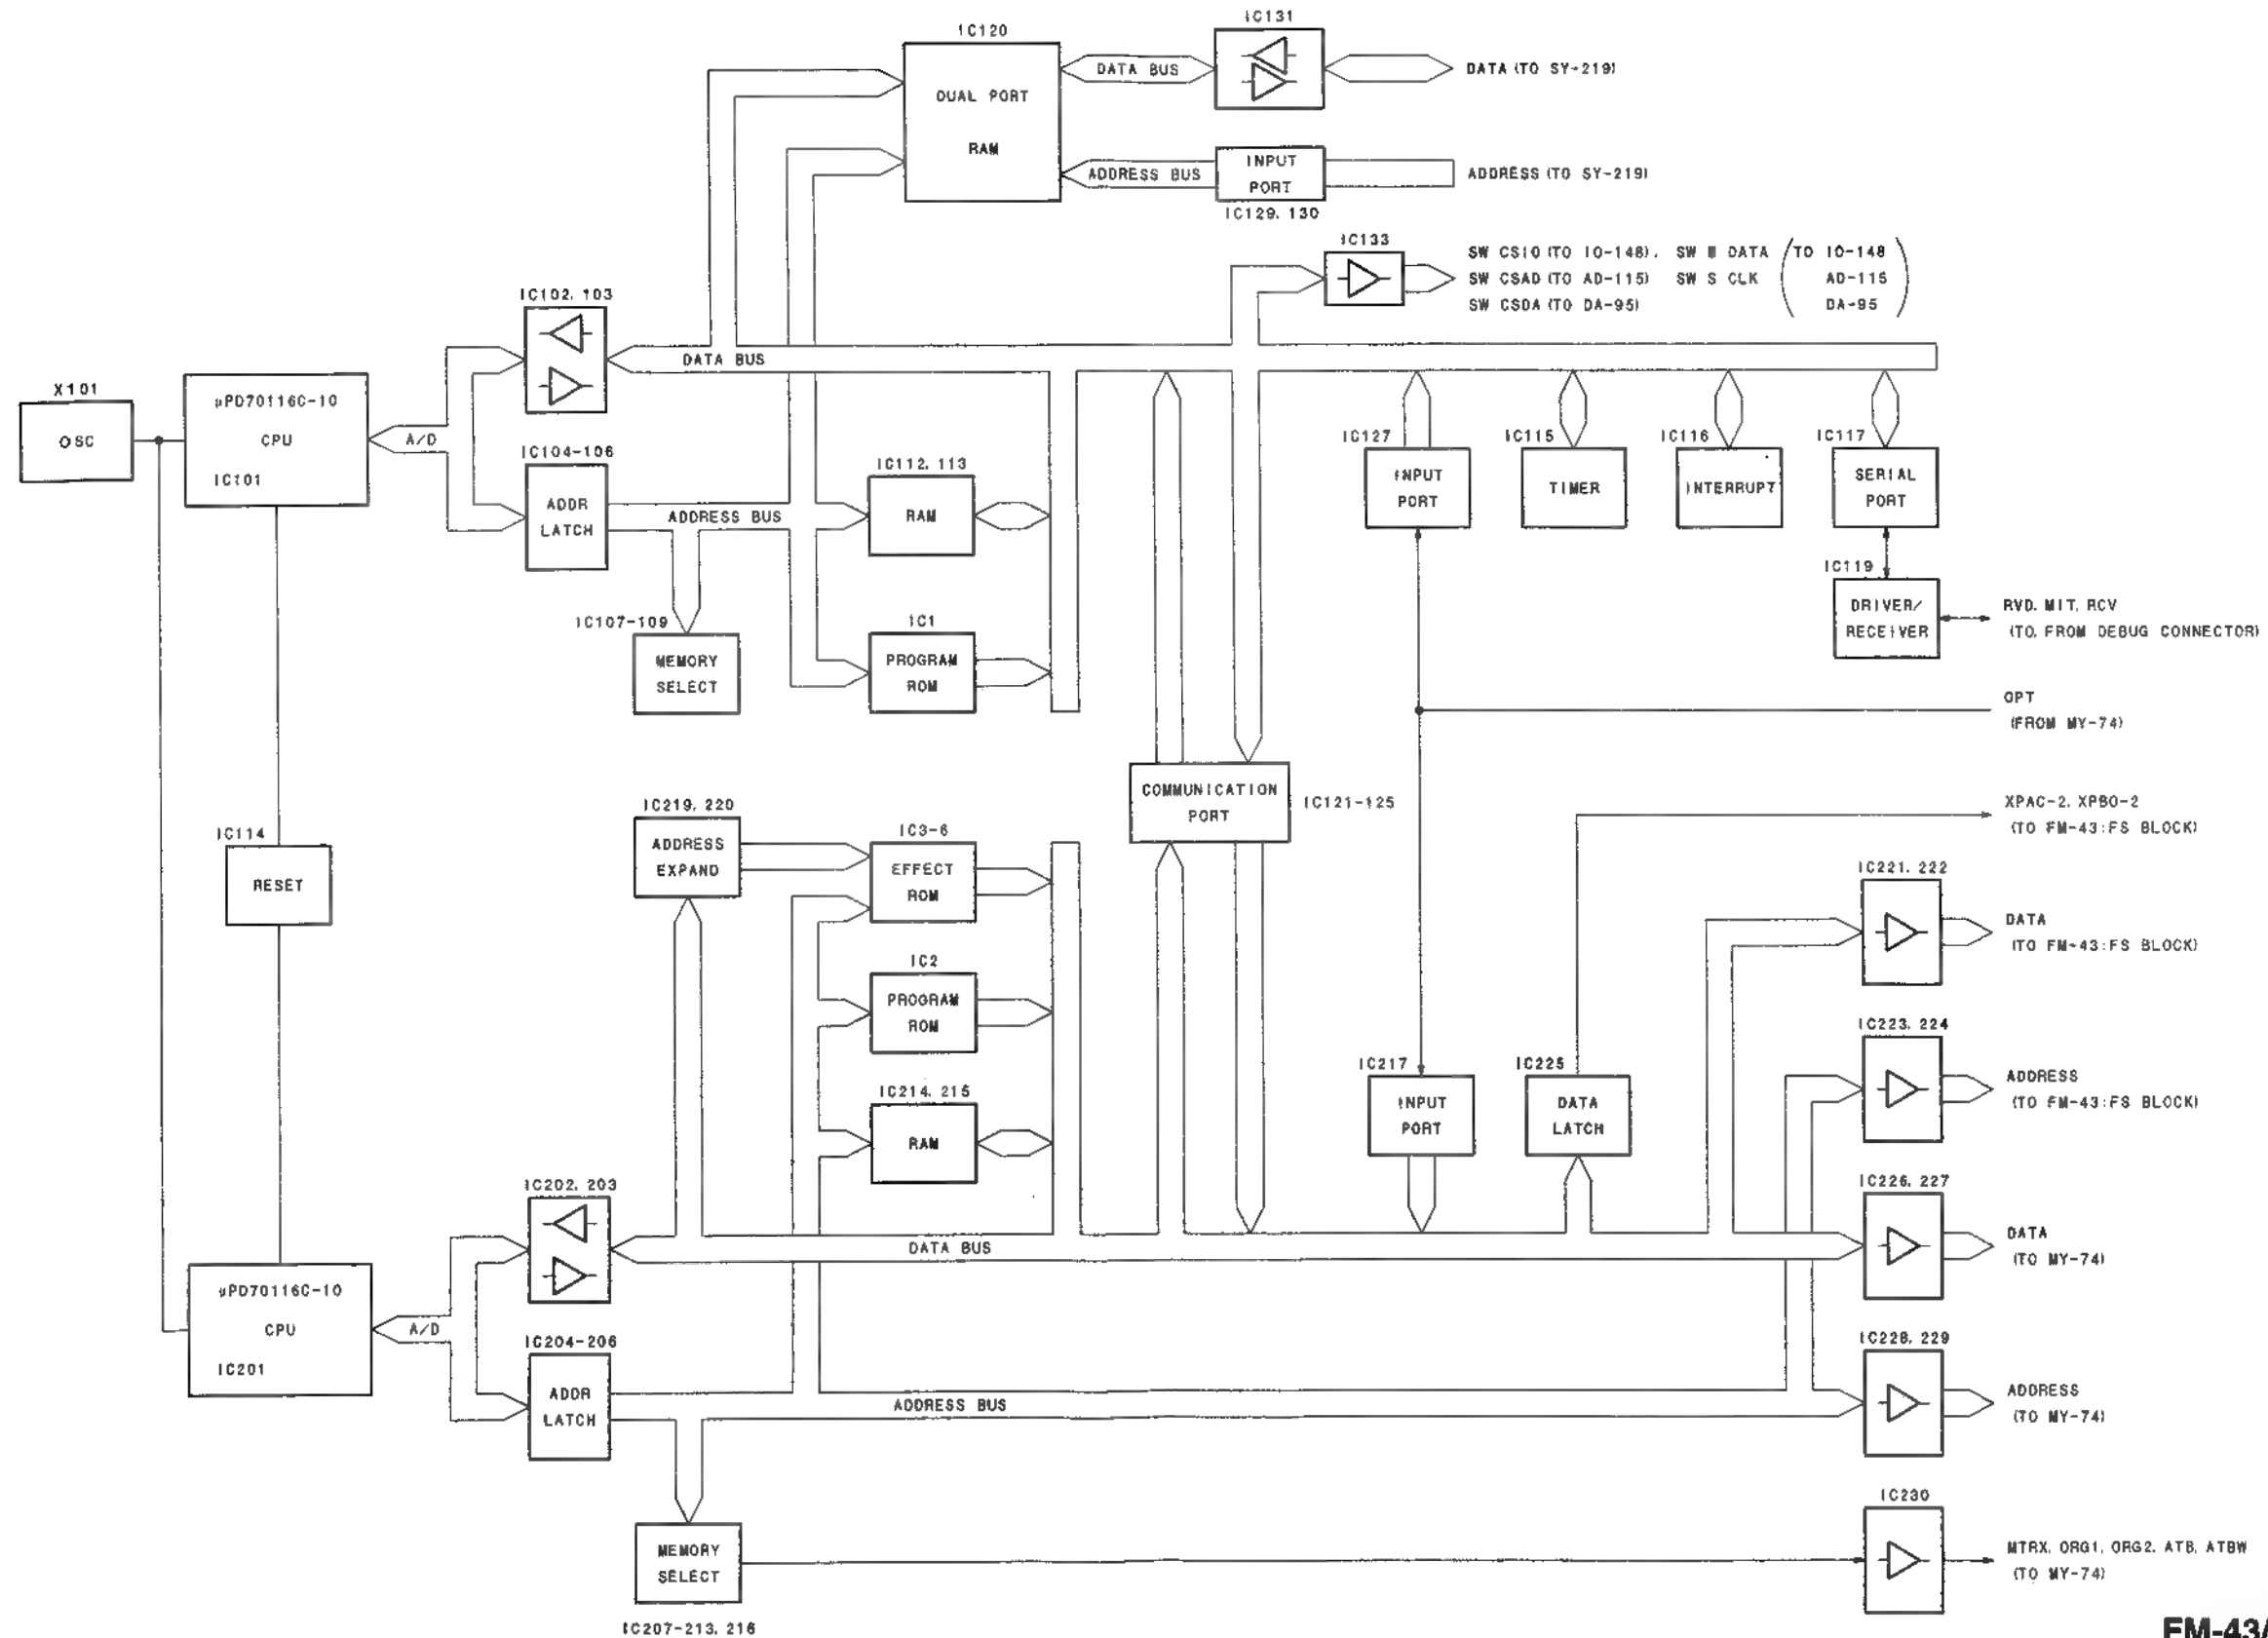 IC120
DUAL PORT
RAM
IC131
DATA BUS
DATA (TO SY-219)
ADDRESS BUS
INPUT
PORT
IC129, 130
ADDRESS (TO SY-219)
IC133
SW CSIO (TO IO-148), SW M DATA (TO IO-148
SW CSAD (TO AD-115) SW S CLK AD-115
SW CSDA (TO DA-95) DA-95)
IC102, 103
DATA BUS
X101
OSC
μPD70116C-10
CPU
IC101
A/D
IC104-106
ADDR
LATCH
ADDRESS BUS
IC107-109
MEMORY
SELECT
IC112, 113
RAM
IC1
PROGRAM
ROM
IC127
INPUT
PORT
IC115
TIMER
IC116
INTERRUPT
IC117
SERIAL
PORT
IC119
DRIVER/
RECEIVER
RVD, MIT, RCV
(TO, FROM DEBUG CONNECTOR)
OPT
(FROM MY-74)
COMMUNICATION
PORT
IC121-125
XPAC-2, XPBO-2
(TO FM-43:FS BLOCK)
IC114
RESET
IC219, 220
ADDRESS
EXPAND
IC3-6
EFFECT
ROM
IC2
PROGRAM
ROM
IC214, 215
RAM
IC217
INPUT
PORT
IC225
DATA
LATCH
IC221, 222
DATA
(TO FM-43:FS BLOCK)
IC223, 224
ADDRESS
(TO FM-43:FS BLOCK)
IC202, 203
DATA BUS
IC226, 227
DATA
(TO MY-74)
μPD70116C-10
CPU
IC201
A/D
IC204-206
ADDR
LATCH
ADDRESS BUS
IC228, 229
ADDRESS
(TO MY-74)
MEMORY
SELECT
IC207-213, 216
IC230
MTRX, ORG1, ORG2, ATB, ATBW
(TO MY-74)
FM-43/